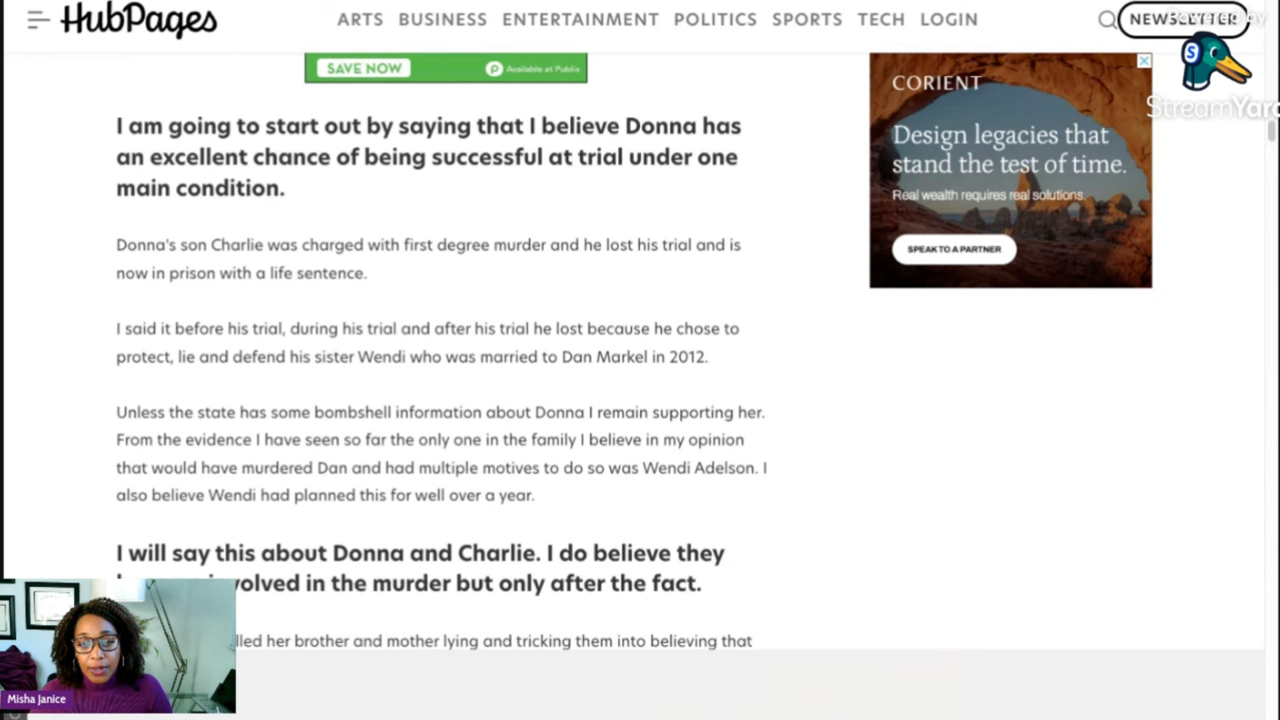 HubPages
ARTS BUSINESS ENTERTAINMENT POLITICS SPORTS TECH LOGIN
NEWSLETTER
Powered by
S
StreamYard
SAVE NOW
Available at Publix
CORIENT
Design legacies that
stand the test of time.
Real wealth requires real solutions.
SPEAK TO A PARTNER
I am going to start out by saying that I believe Donna has
an excellent chance of being successful at trial under one
main condition.
Donna's son Charlie was charged with first degree murder and he lost his trial and is
now in prison with a life sentence.
I said it before his trial, during his trial and after his trial he lost because he chose to
protect, lie and defend his sister Wendi who was married to Dan Markel in 2012.
Unless the state has some bombshell information about Donna I remain supporting her.
From the evidence I have seen so far the only one in the family I believe in my opinion
that would have murdered Dan and had multiple motives to do so was Wendi Adelson. I
also believe Wendi had planned this for well over a year.
I will say this about Donna and Charlie. I do believe they
in the murder but only after the fact.
her brother and mother lying and tricking them into believing that
Misha Janice